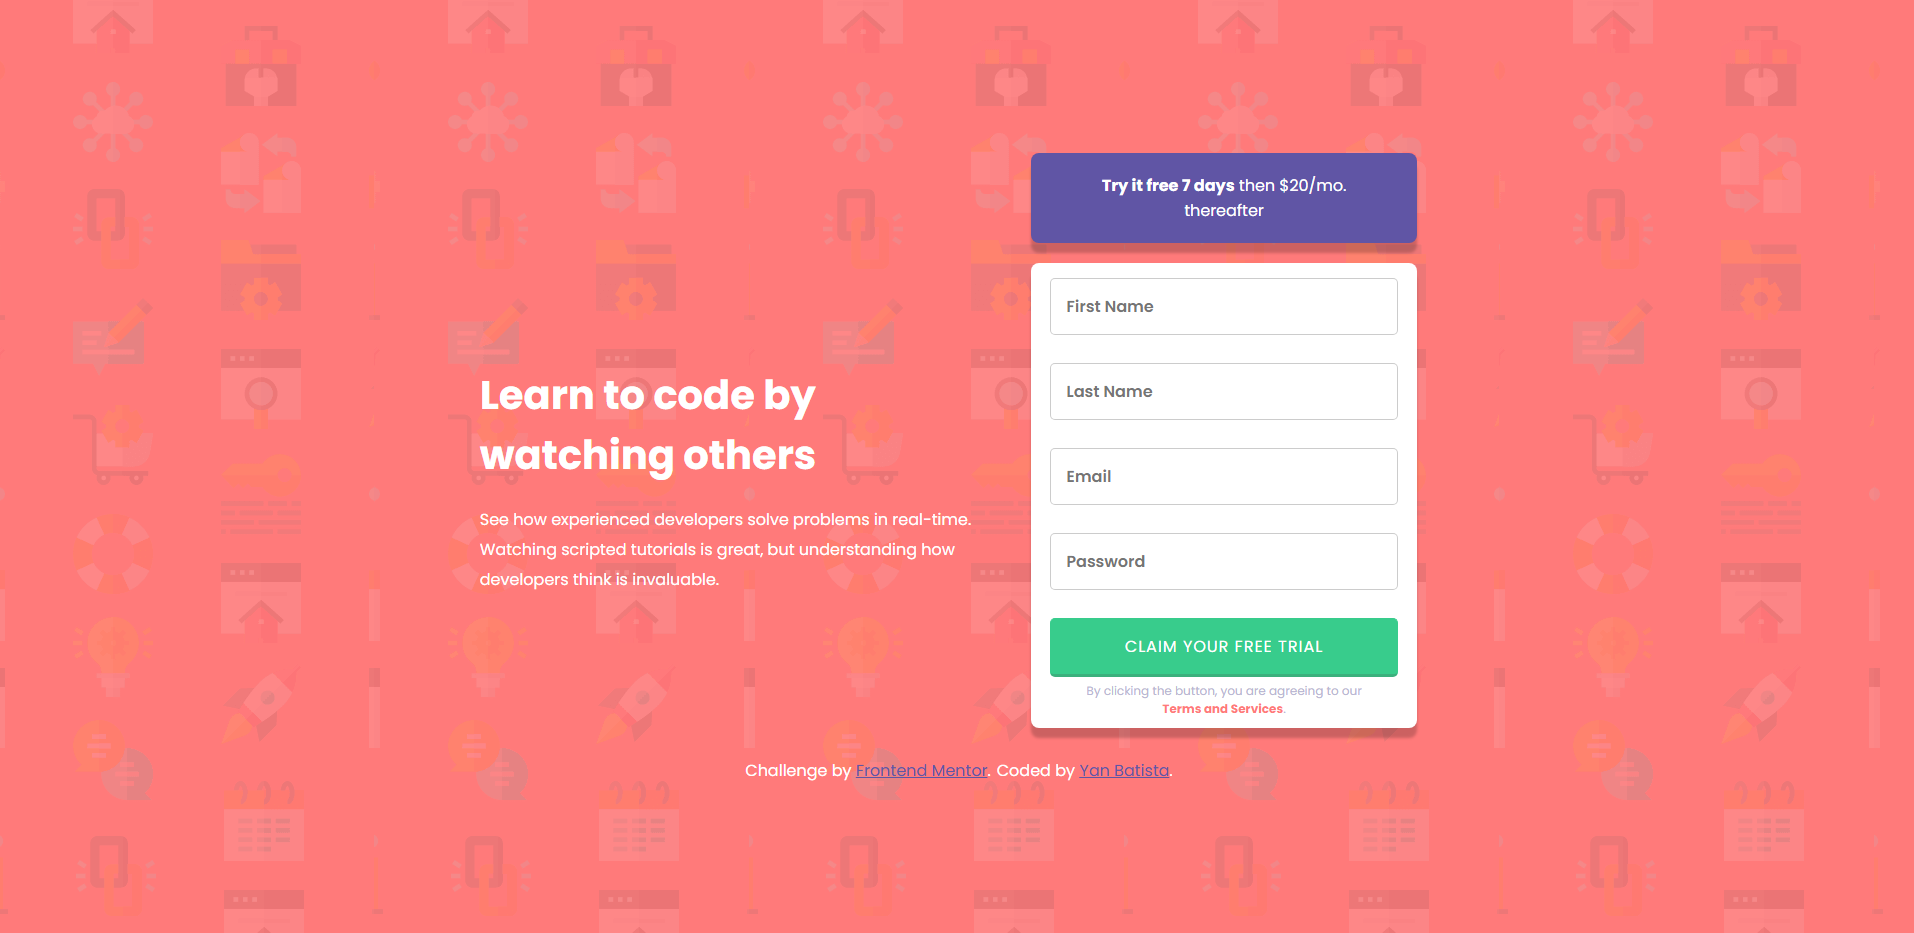 Learn to code by
watching others
See how experienced developers solve problems in real-time.
Watching scripted tutorials is great, but understanding how
developers think is invaluable.
Try it free 7 days then $20/mo.
thereafter
First Name
Last Name
Email
Password
CLAIM YOUR FREE TRIAL
By clicking the button, you are agreeing to our
Terms and Services.
Challenge by Frontend Mentor. Coded by Yan Batista.